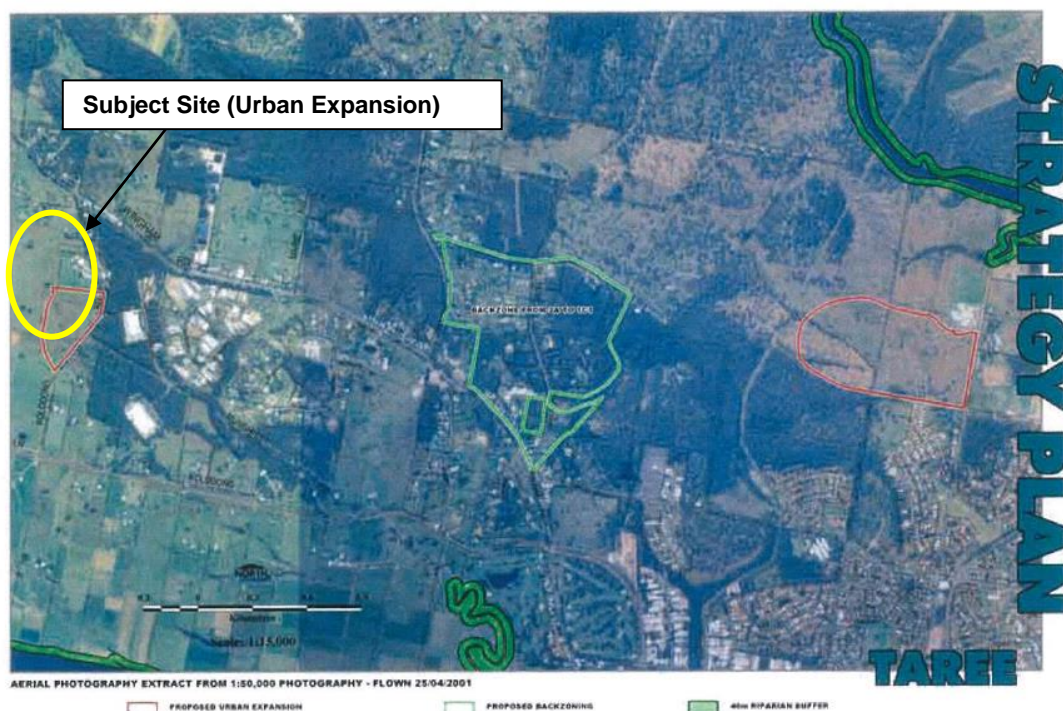 Subject Site (Urban Expansion)
STRATEGY PLAN
WINGHAM
BACKZONE FROM 2A TO 1C1
POLODONS
NORTH
Kilometres
Scale: 1:15,000
TAREE
AERIAL PHOTOGRAPHY EXTRACT FROM 1:50,000 PHOTOGRAPHY - FLOWN 25/04/2001
PROPOSED URBAN EXPANSION
PROPOSED BACKZONING
40m RIPARIAN BUFFER